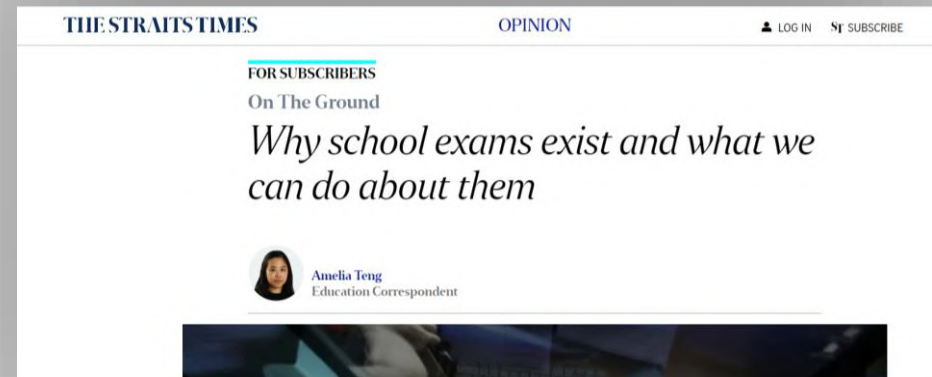 THE STRAITS TIMES
OPINION
LOG IN
ST SUBSCRIBE
FOR SUBSCRIBERS
On The Ground
Why school exams exist and what we
can do about them
Amelia Teng
Education Correspondent